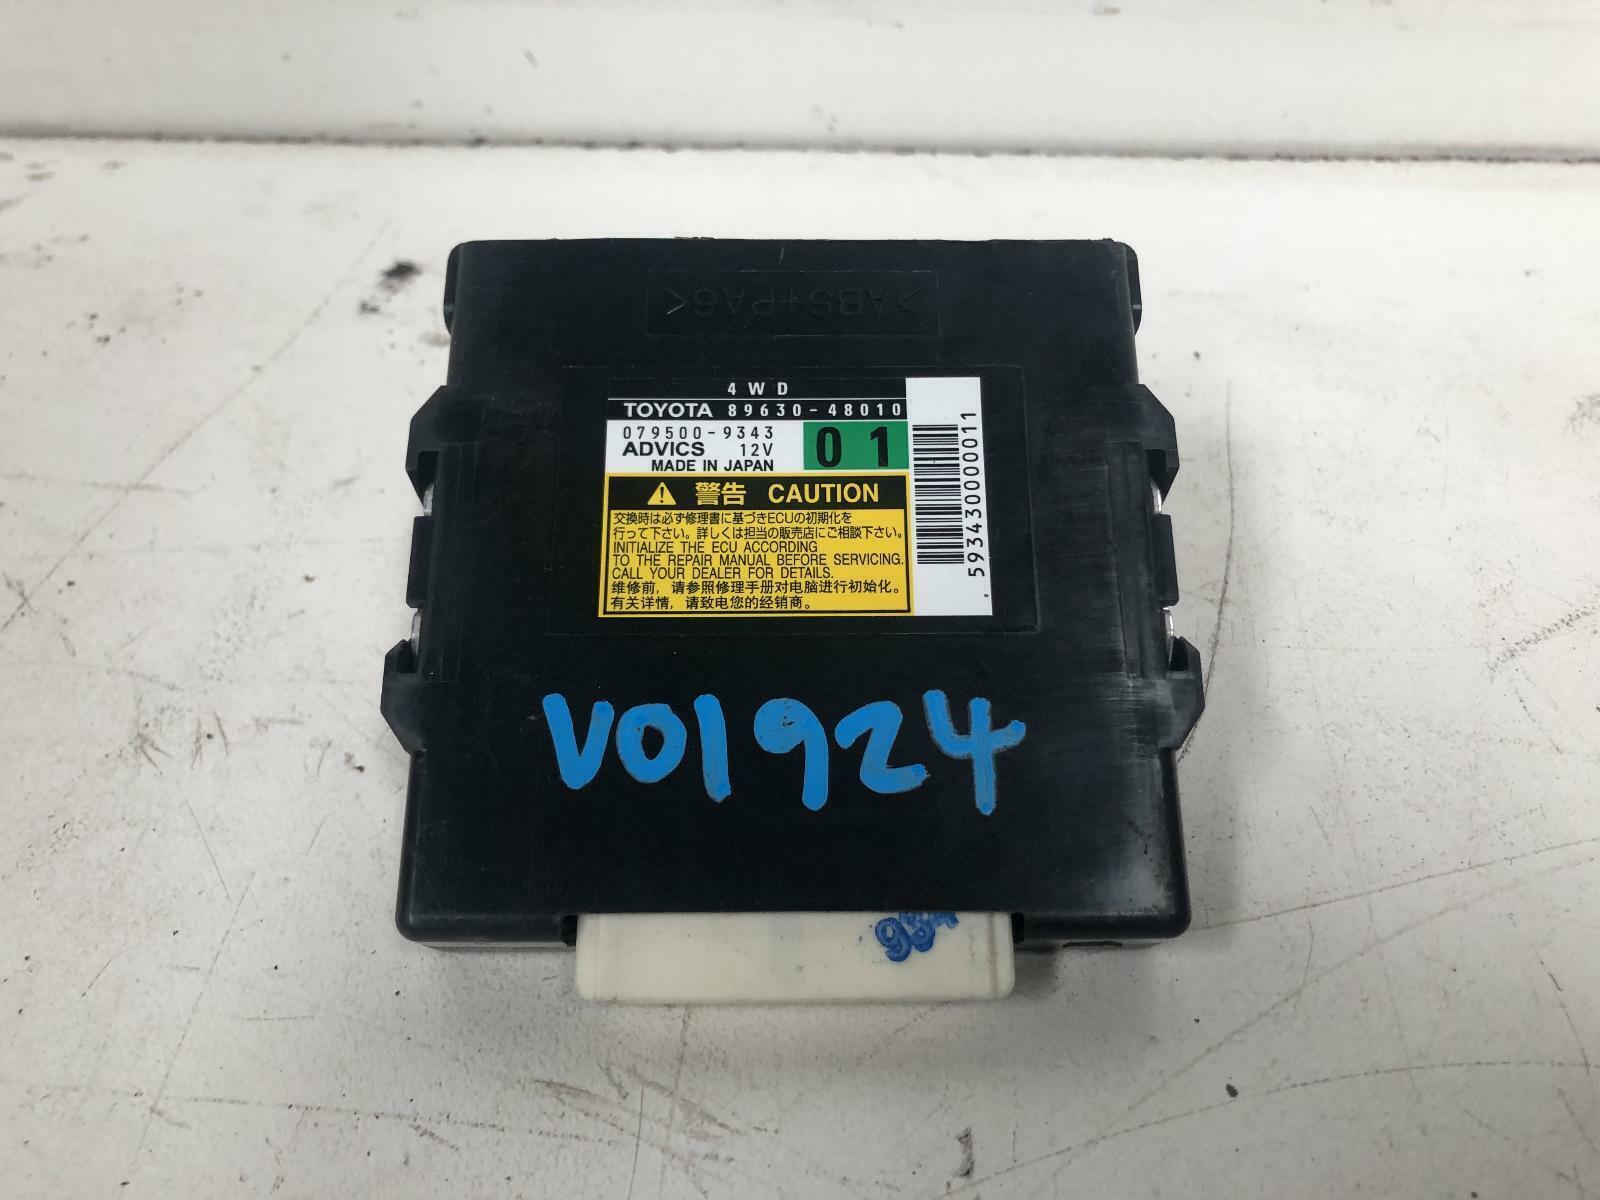 >ABS+PA6<
4WD
TOYOTA 89630-48010
079500-9343
01
ADVICS 12V
MADE IN JAPAN
593430000011
警告 CAUTION
交換時は必ず修理書に基づきECUの初期化を
行って下さい。詳しくは担当の販売店にご相談下さい。
INITIALIZE THE ECU ACCORDING
TO THE REPAIR MANUAL BEFORE SERVICING.
CALL YOUR DEALER FOR DETAILS.
维修前，请参照修理手册对电脑进行初始化。
有关详情，请致电您的经销商。
V01924
934